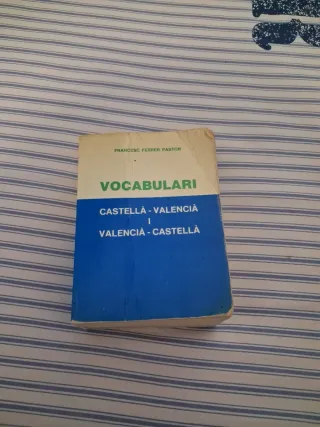 FRANCESC FERRER PASTOR
VOCABULARI
CASTELLÀ - VALENCIÀ
I
VALENCIÀ - CASTELLÀ